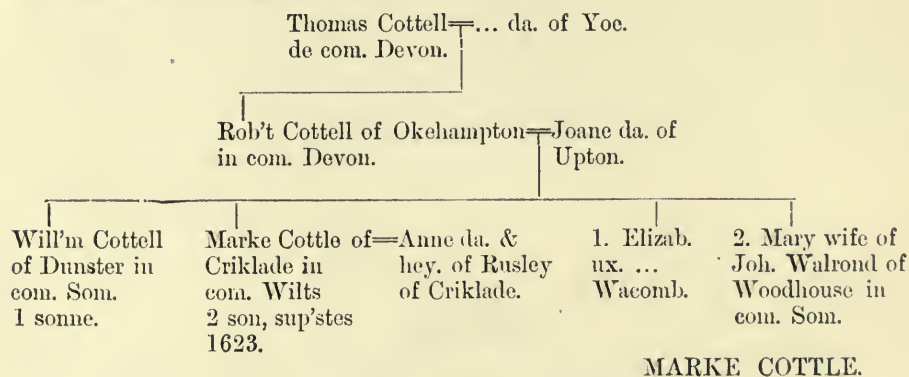 Thomas Cottell=... da. of Yoe.
de com. Devon.
Rob't Cottell of Okehampton=Joane da. of
in com. Devon. Upton.
Will'm Cottell
of Dunster in
com. Som.
1 sonne.
Marke Cottle of=Anne da. &
Criklade in hey. of Rusley
com. Wilts of Criklade.
2 son, sup'stes
1623.
1. Elizab.
ux. ...
Wacomb.
2. Mary wife of
Joh. Walrond of
Woodhouse in
com. Som.
MARKE COTTLE.